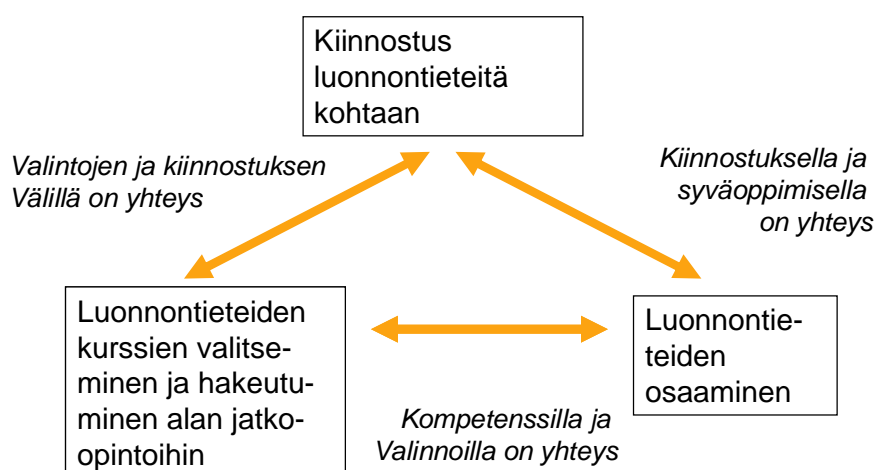 Kiinnostus
luonnontieteitä
kohtaan
Valintojen ja kiinnostuksen
Välillä on yhteys
Kiinnostuksella ja
syväoppimisella
on yhteys
Luonnontieteiden
kurssien valitse-
minen ja hakeutu-
minen alan jatko-
opintoihin
Luonnontie-
teiden
osaaminen
Kompetenssilla ja
Valinnoilla on yhteys